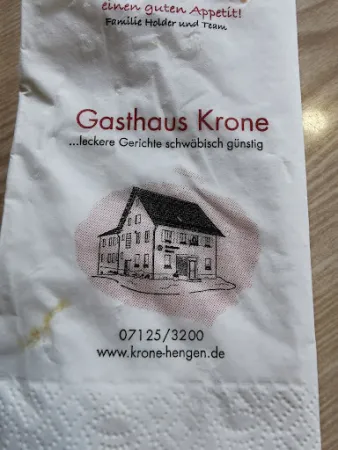 einen guten Appetit!
Familie Holder und Team
Gasthaus Krone
...leckere Gerichte schwäbisch günstig
07125/3200
www.krone-hengen.de